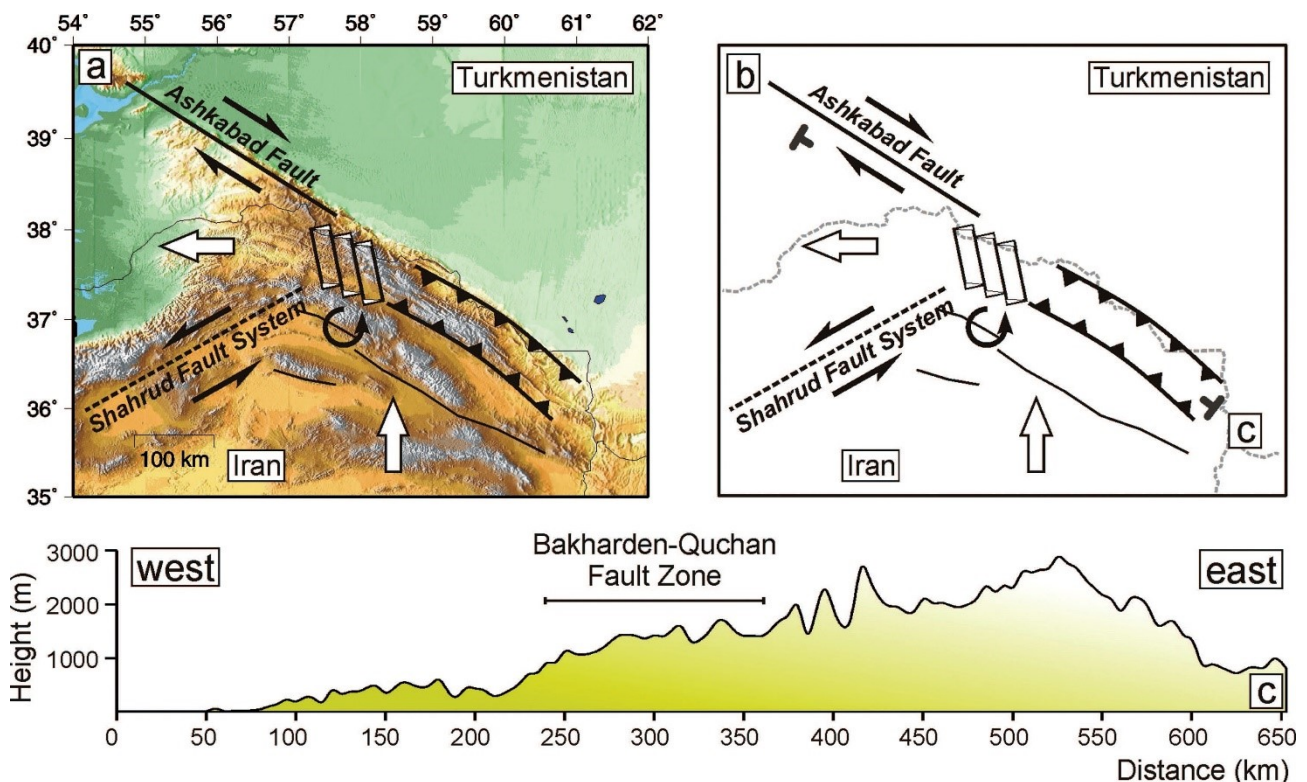 54˚ 55˚ 56˚ 57˚ 58˚ 59˚ 60˚ 61˚ 62˚
40˚
39˚
38˚
37˚
36˚
35˚
a
Turkmenistan
Ashkabad Fault
Shahrud Fault System
100 km
Iran
b
Turkmenistan
Ashkabad Fault
Shahrud Fault System
Iran
c
Bakharden-Quchan
Fault Zone
west
east
Height (m)
3000
2000
1000
c
0 50 100 150 200 250 300 350 400 450 500 550 600 650
Distance (km)